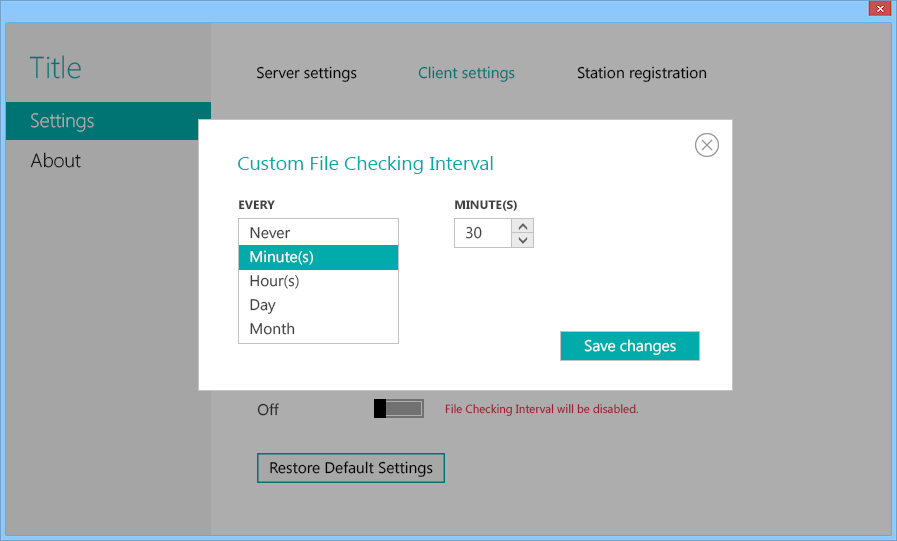 Title
Settings
About
Server settings
Client settings
Station registration
Custom File Checking Interval
EVERY
Never
Minute(s)
Hour(s)
Day
Month
MINUTE(S)
30
Save changes
Off
File Checking Interval will be disabled.
Restore Default Settings